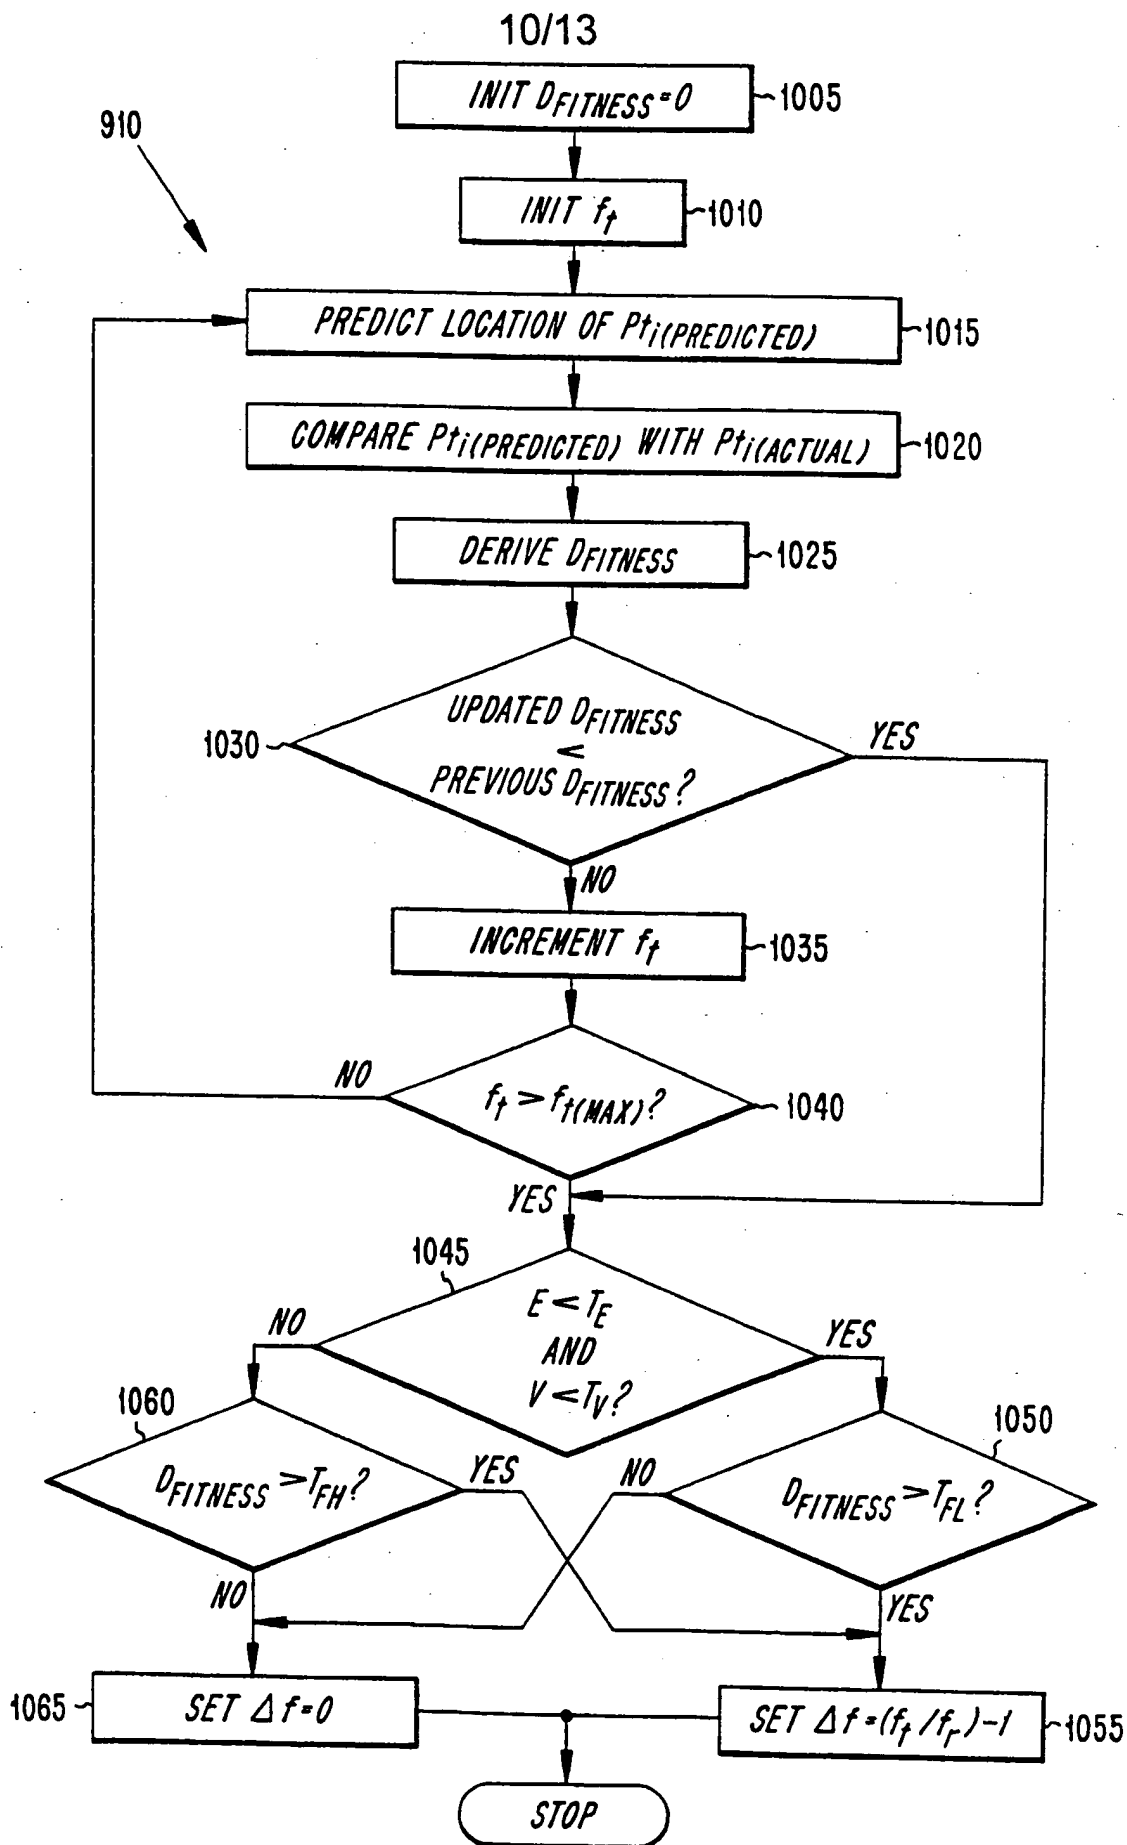 10/13
INIT DFITNESS=0
1005
910
INIT ft
1010
PREDICT LOCATION OF Pti(PREDICTED)
1015
COMPARE Pti(PREDICTED) WITH Pti(ACTUAL)
1020
DERIVE DFITNESS
1025
UPDATED DFITNESS
<
PREVIOUS DFITNESS?
1030
YES
NO
INCREMENT ft
1035
NO
ft > ft(MAX)?
1040
YES
1045
E < TE
AND
V < TV?
NO
YES
1060
1050
DFITNESS > TFH?
YES
NO
DFITNESS > TFL?
NO
YES
1065
SET Δf=0
SET Δf=(ft/fr)-1
1055
STOP